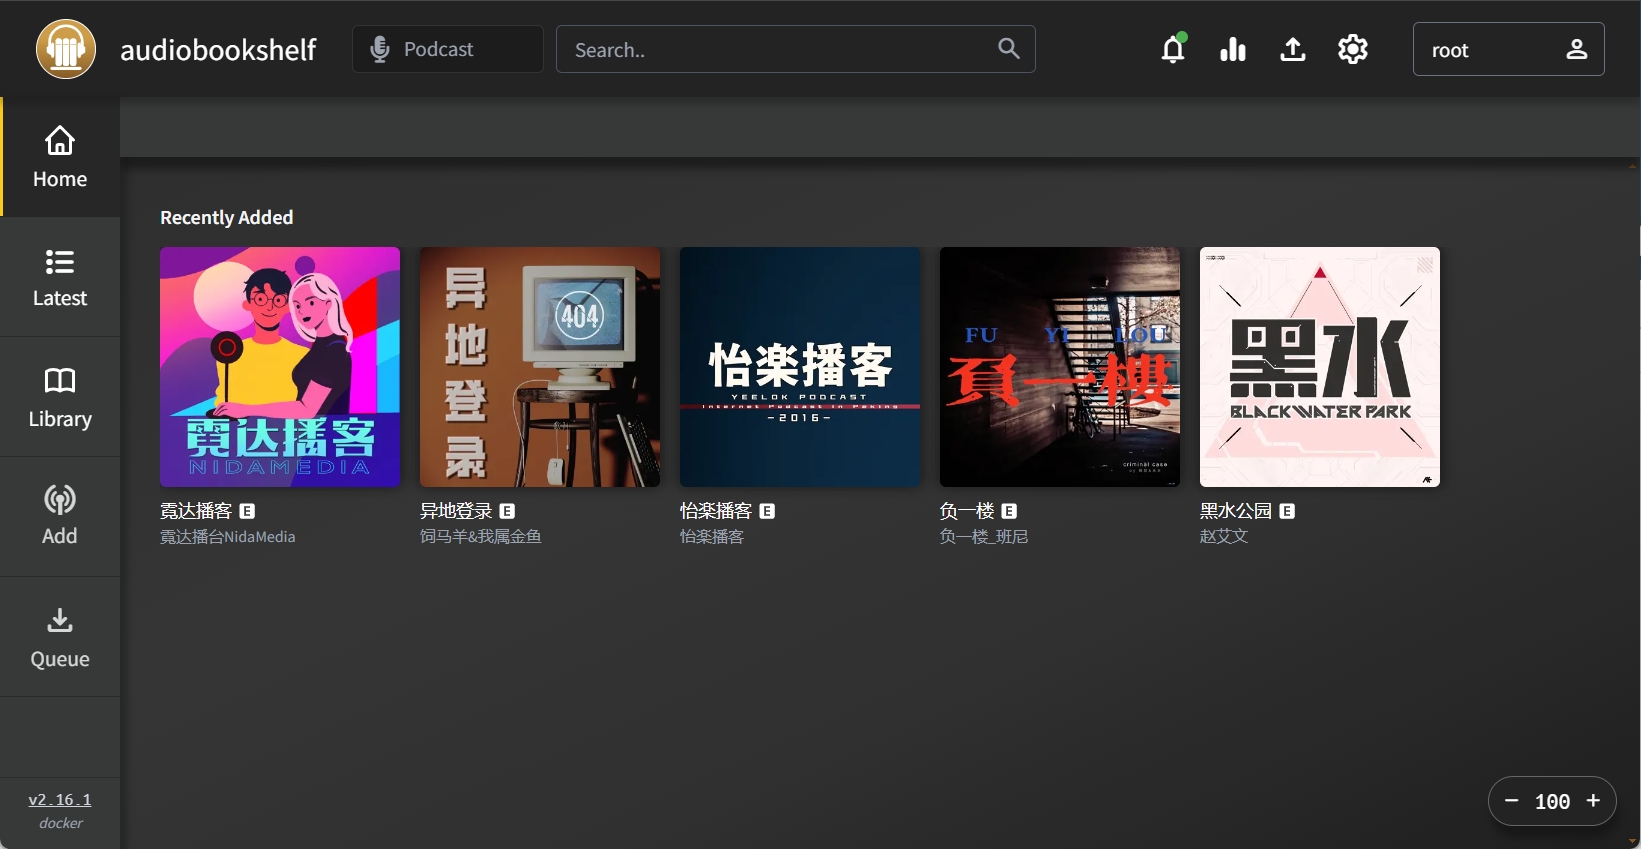 audiobookshelf
Podcast
Search..
root
Home
Latest
Library
Add
Queue
v2.16.1
docker
Recently Added
霓达播客
NIDAMEDIA
霓达播客 E
霓达播台NidaMedia
异地登录
404
异地登录 E
饲马羊&我属金鱼
怡楽播客
YEELOK PODCAST
Internet Podcast in Peking
-2016-
怡楽播客 E
怡楽播客
FU YI LOU
負一樓
criminal case
负一楼 E
负一楼_班尼
黑水
BLACKWATER PARK
黑水公园 E
赵艾文
− 100 +